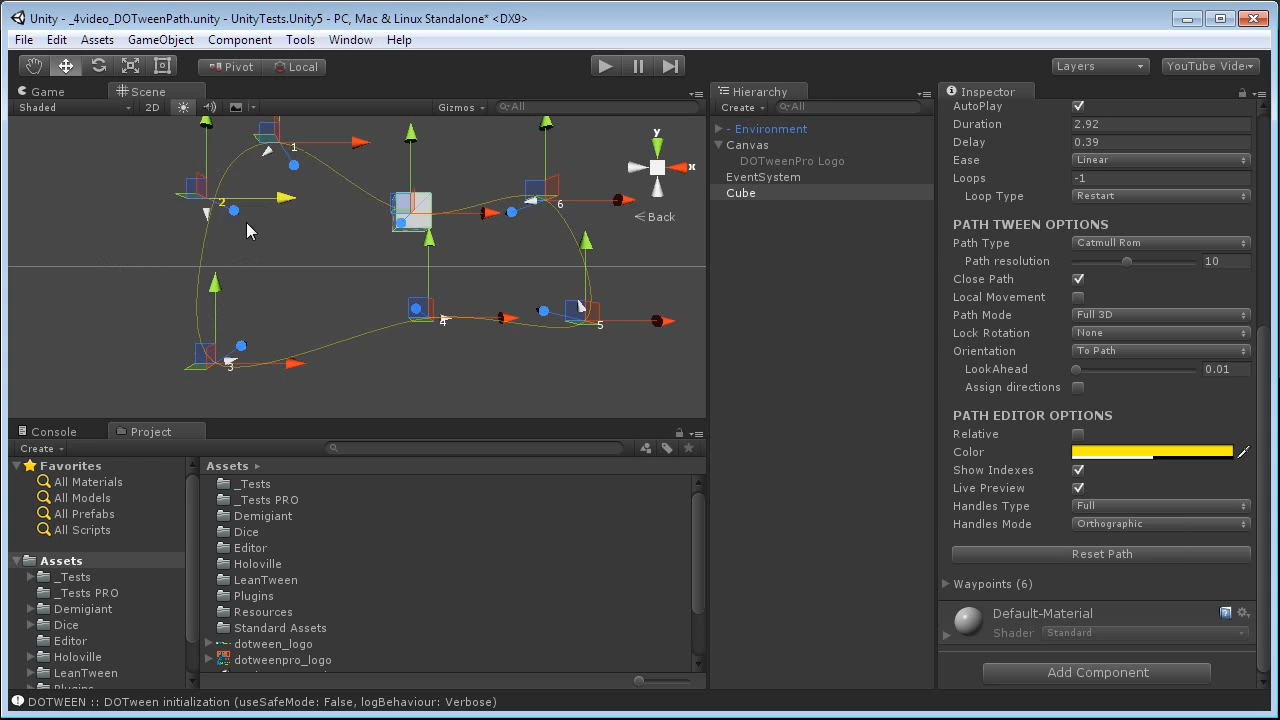 Unity - _4video_DOTweenPath.unity - UnityTests.Unity5 - PC, Mac & Linux Standalone* <DX9>
File Edit Assets GameObject Component Tools Window Help
Pivot Local Layers YouTube Vide
Game Scene
Shaded 2D Gizmos All
1
2
3
4
5
6
y
x
Back
Hierarchy
Create All
- Environment
Canvas
DOTweenPro Logo
EventSystem
Cube
Inspector
AutoPlay
Duration 2.92
Delay 0.39
Ease Linear
Loops -1
Loop Type Restart
PATH TWEEN OPTIONS
Path Type Catmull Rom
Path resolution 10
Close Path
Local Movement
Path Mode Full 3D
Lock Rotation None
Orientation To Path
LookAhead 0.01
Assign directions
PATH EDITOR OPTIONS
Relative
Color
Show Indexes
Live Preview
Handles Type Full
Handles Mode Orthographic
Reset Path
Waypoints (6)
Default-Material
Shader Standard
Add Component
Console Project
Create
Favorites
All Materials
All Models
All Prefabs
All Scripts
Assets
_Tests
_Tests PRO
Demigiant
Dice
Editor
Holoville
LeanTween
Plugins
Assets
_Tests
_Tests PRO
Demigiant
Dice
Editor
Holoville
LeanTween
Plugins
Resources
Standard Assets
dotween_logo
dotweenpro_logo
DOTWEEN :: DOTween initialization (useSafeMode: False, logBehaviour: Verbose)